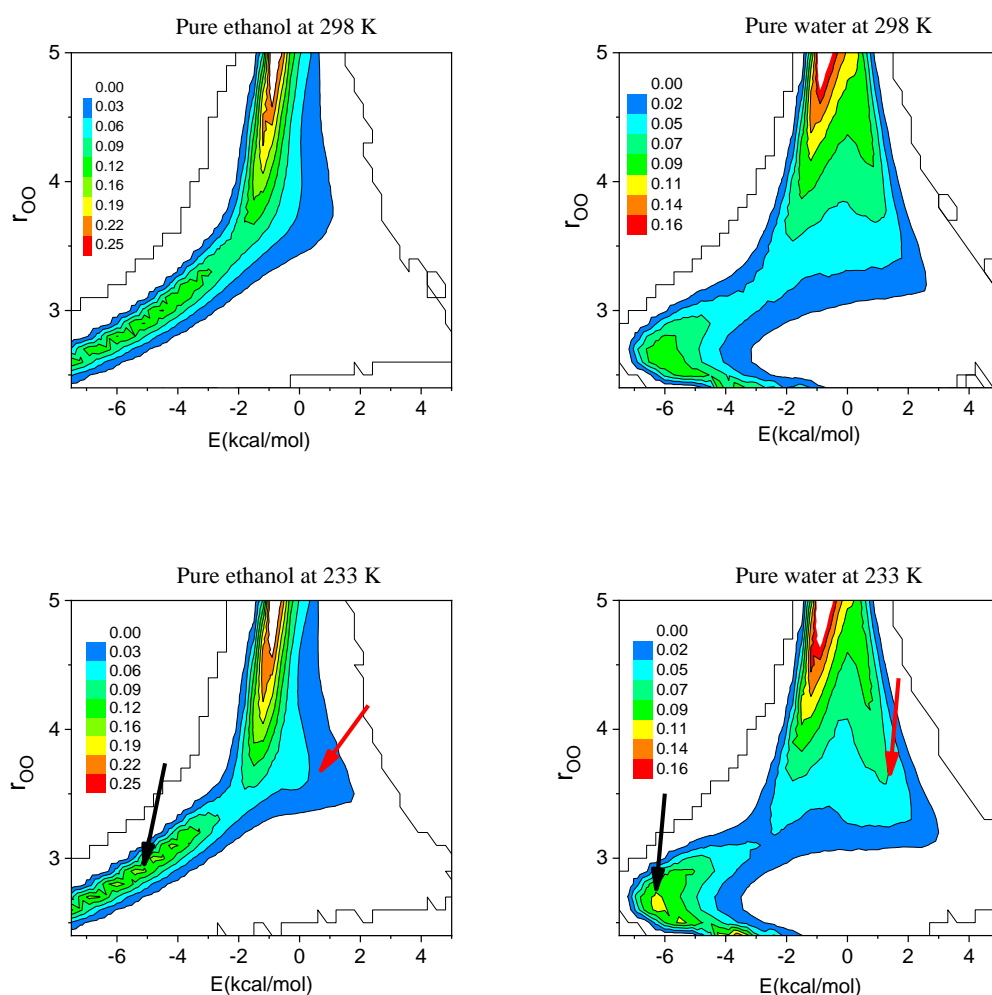 Pure ethanol at 298 K
5
4
3
r_OO
0.00
0.03
0.06
0.09
0.12
0.16
0.19
0.22
0.25
-6 -4 -2 0 2 4
E(kcal/mol)
Pure water at 298 K
5
4
3
r_OO
0.00
0.02
0.05
0.07
0.09
0.11
0.14
0.16
-6 -4 -2 0 2 4
E(kcal/mol)
Pure ethanol at 233 K
5
4
3
r_OO
0.00
0.03
0.06
0.09
0.12
0.16
0.19
0.22
0.25
-6 -4 -2 0 2 4
E(kcal/mol)
Pure water at 233 K
5
4
3
r_OO
0.00
0.02
0.05
0.07
0.09
0.11
0.14
0.16
-6 -4 -2 0 2 4
E(kcal/mol)